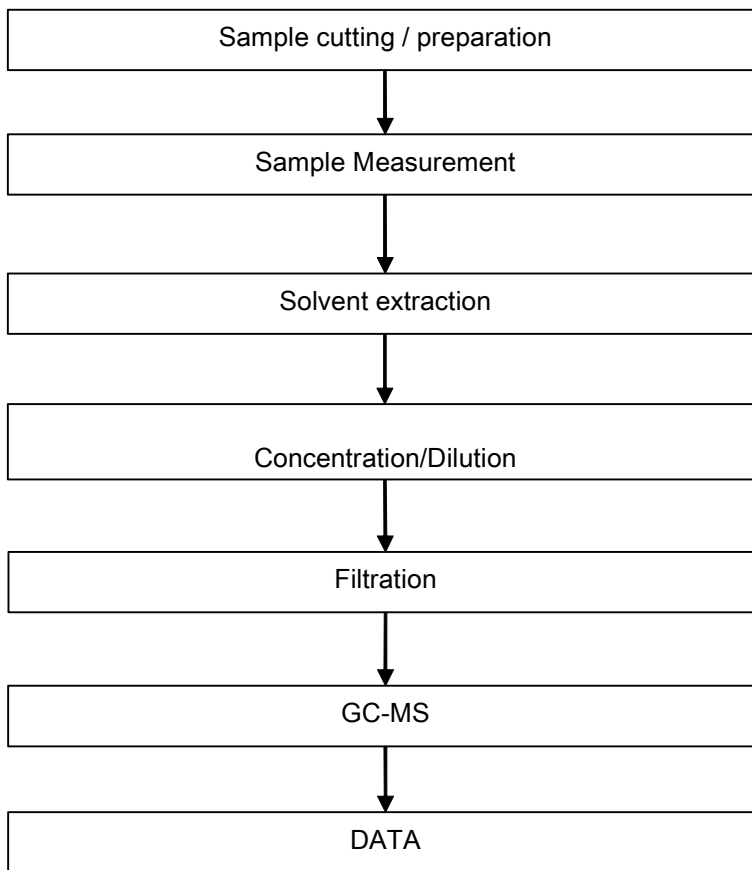 Sample cutting / preparation
Sample Measurement
Solvent extraction
Concentration/Dilution
Filtration
GC-MS
DATA